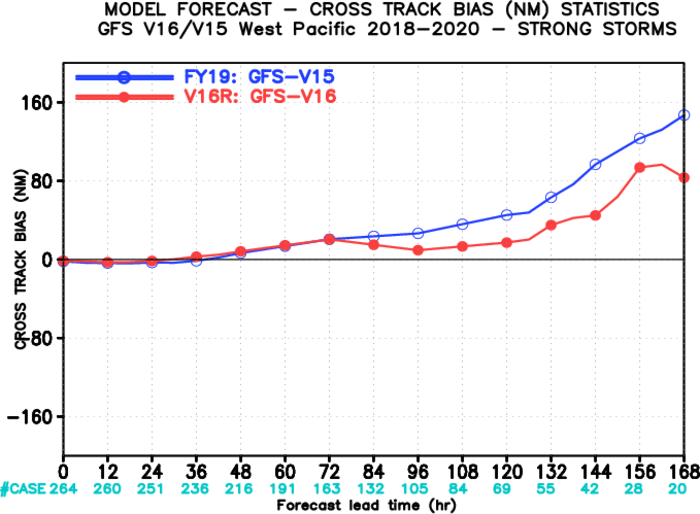 MODEL FORECAST − CROSS TRACK BIAS (NM) STATISTICS
GFS V16/V15 West Pacific 2018−2020 − STRONG STORMS
FY19: GFS−V15
V16R: GFS−V16
CROSS TRACK BIAS (NM)
160
80
0
−80
−160
0 12 24 36 48 60 72 84 96 108 120 132 144 156 168
#CASE 264 260 251 236 216 191 163 132 105 84 69 55 42 28 20
Forecast lead time (hr)